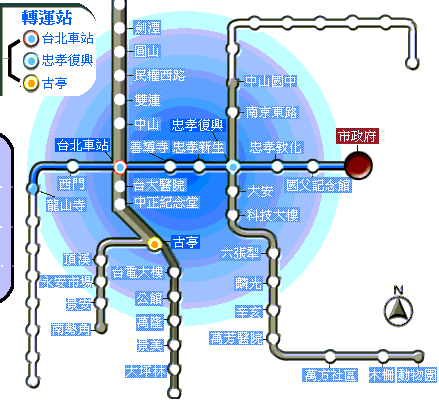 轉運站
台北車站
忠孝復興
古亭
劍潭
圓山
民權西路
雙連
中山
中山國中
南京東路
忠孝復興
台北車站
善導寺
忠孝新生
忠孝敦化
市政府
西門
龍山寺
台大醫院
中正紀念堂
大安
國父紀念館
科技大樓
古亭
頂溪
永安市場
景安
南勢角
台電大樓
公館
萬隆
景美
大坪林
六張犁
麟光
辛亥
萬芳醫院
萬方社區
木柵
動物園
N